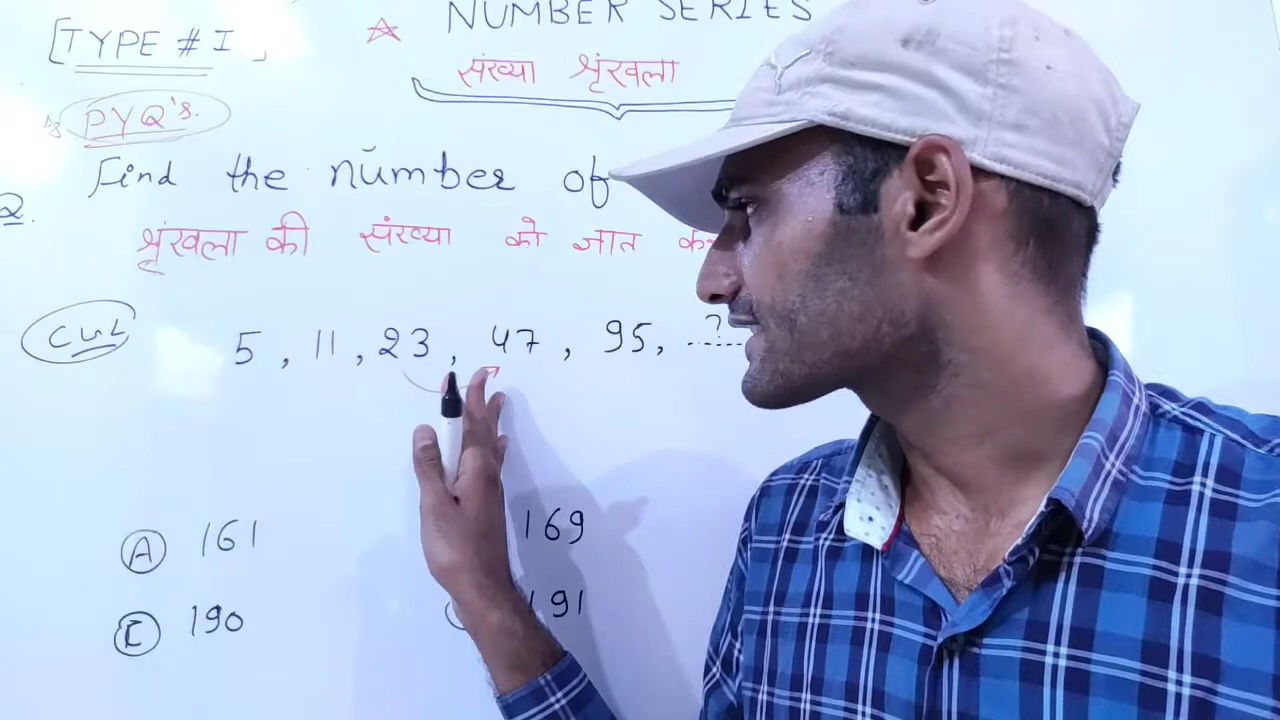 [TYPE # I]
NUMBER SERIES
संख्या श्रृंखला
PYQ's.
Find the number of
Q.
श्रृंखला की संख्या को ज्ञात
CGL
5, 11, 23, 47, 95, ...?...
(A) 161
169
(C) 190
191